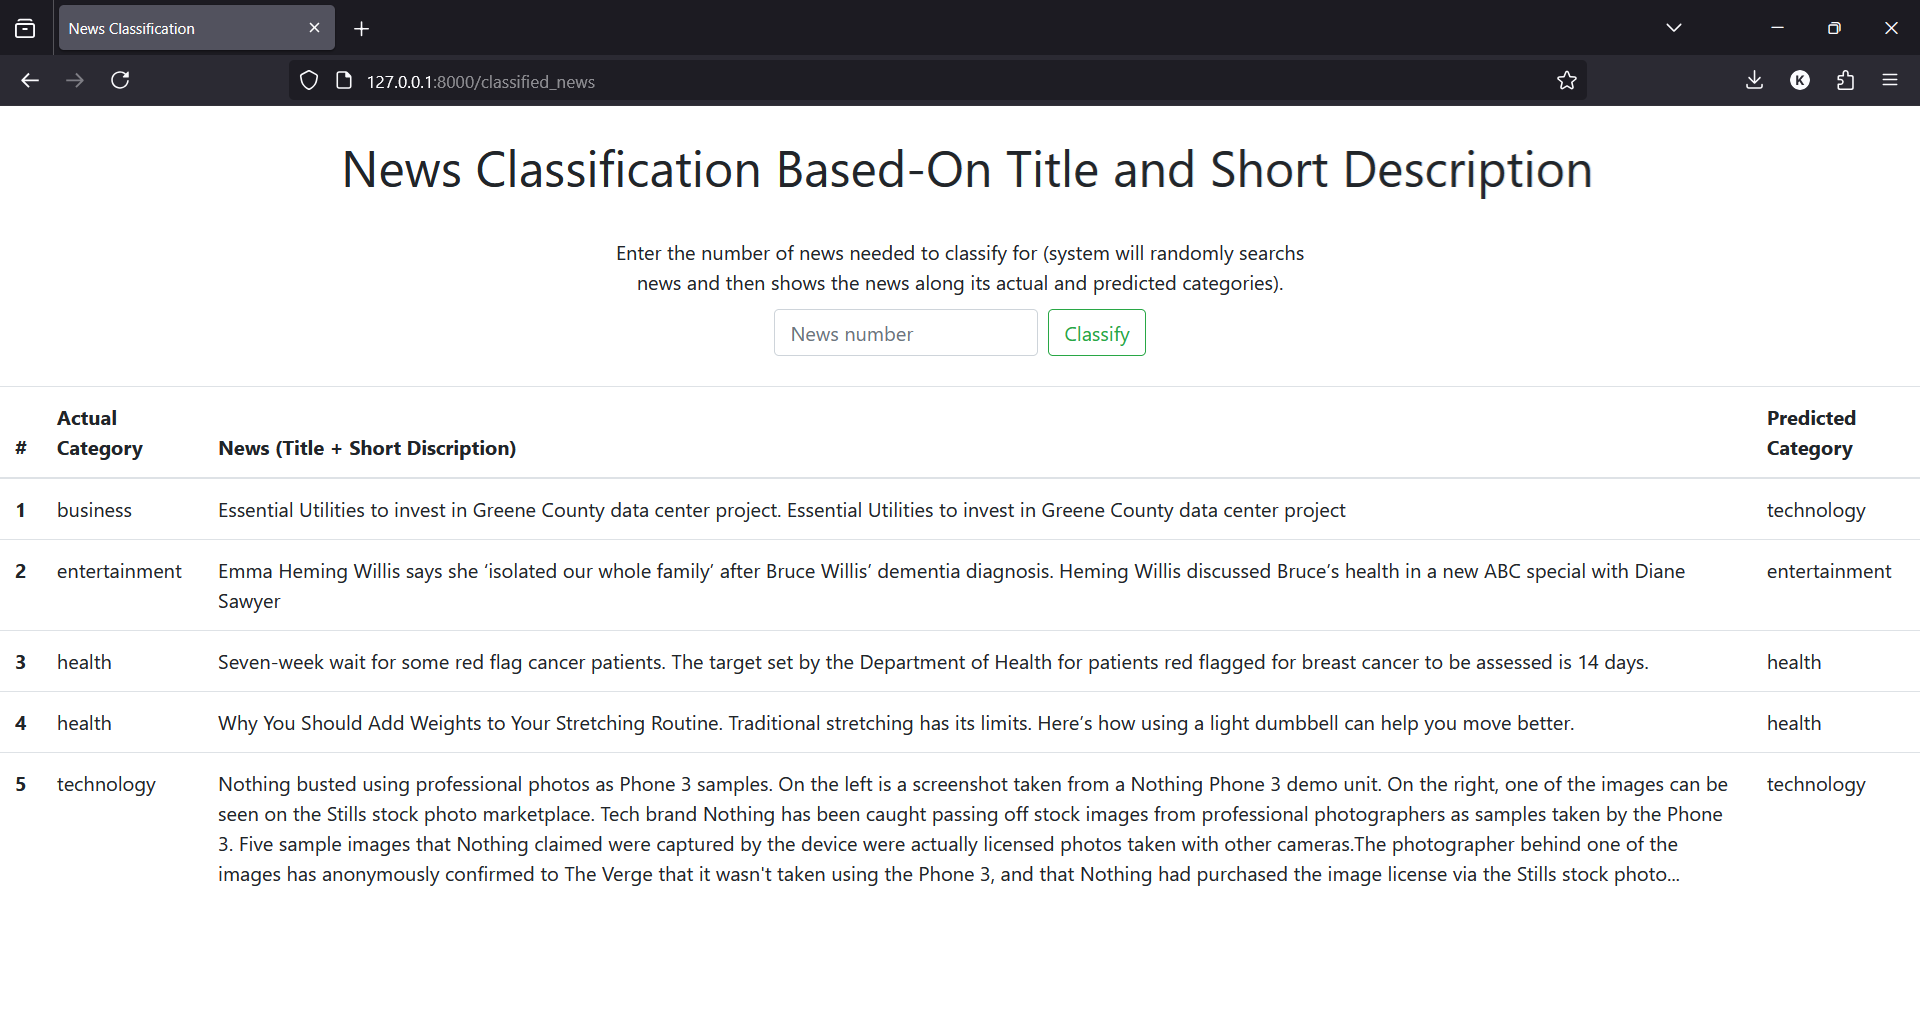 News Classification
127.0.0.1:8000/classified_news
K
News Classification Based-On Title and Short Description
Enter the number of news needed to classify for (system will randomly searchs
news and then shows the news along its actual and predicted categories).
News number
Classify
# Actual Category News (Title + Short Discription) Predicted Category
1 business Essential Utilities to invest in Greene County data center project. Essential Utilities to invest in Greene County data center project technology
2 entertainment Emma Heming Willis says she ‘isolated our whole family’ after Bruce Willis’ dementia diagnosis. Heming Willis discussed Bruce’s health in a new ABC special with Diane entertainment
Sawyer
3 health Seven-week wait for some red flag cancer patients. The target set by the Department of Health for patients red flagged for breast cancer to be assessed is 14 days. health
4 health Why You Should Add Weights to Your Stretching Routine. Traditional stretching has its limits. Here’s how using a light dumbbell can help you move better. health
5 technology Nothing busted using professional photos as Phone 3 samples. On the left is a screenshot taken from a Nothing Phone 3 demo unit. On the right, one of the images can be technology
seen on the Stills stock photo marketplace. Tech brand Nothing has been caught passing off stock images from professional photographers as samples taken by the Phone
3. Five sample images that Nothing claimed were captured by the device were actually licensed photos taken with other cameras.The photographer behind one of the
images has anonymously confirmed to The Verge that it wasn't taken using the Phone 3, and that Nothing had purchased the image license via the Stills stock photo...